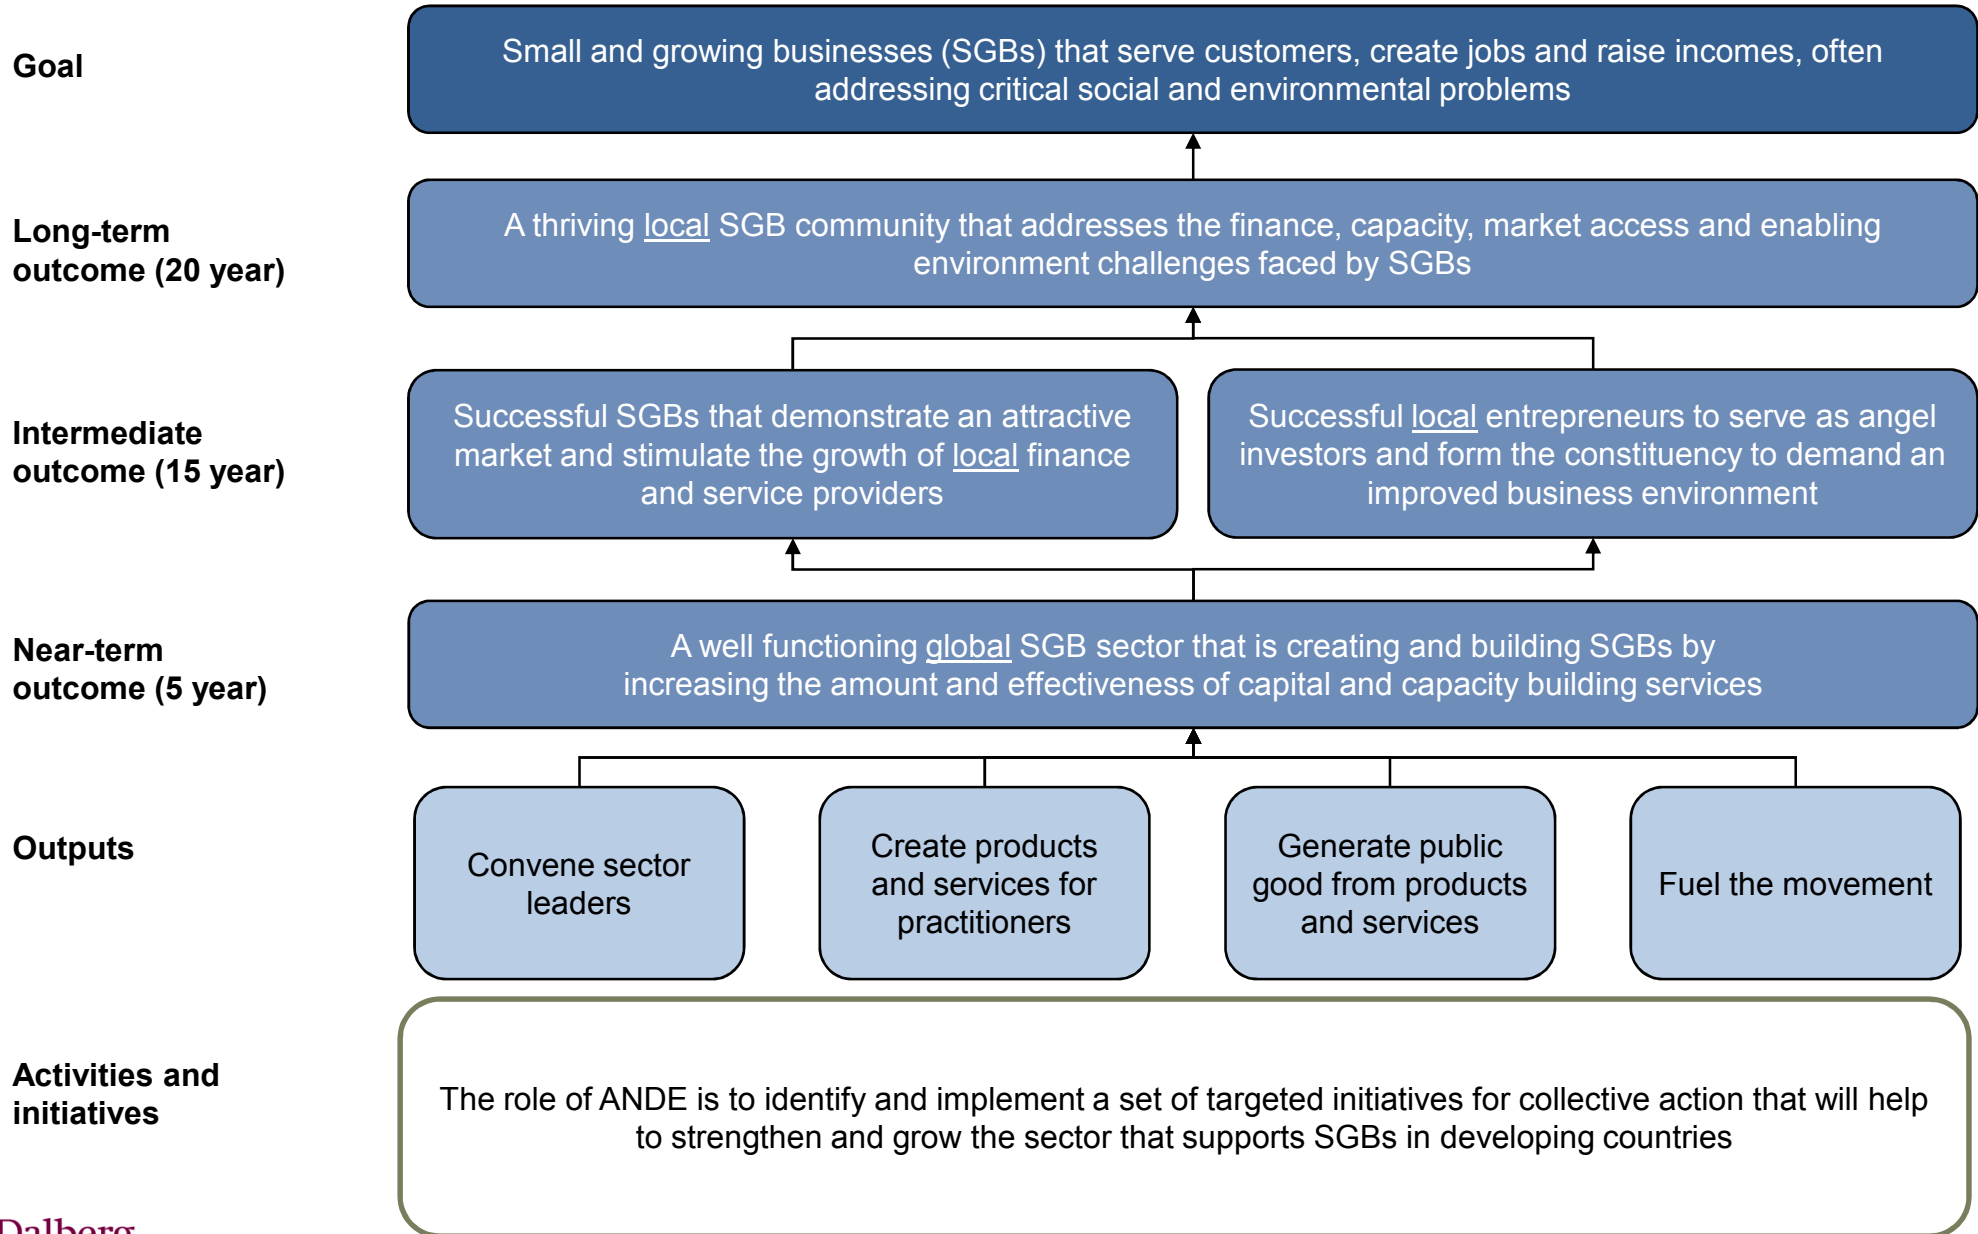 Goal
Small and growing businesses (SGBs) that serve customers, create jobs and raise incomes, often
addressing critical social and environmental problems
Long-term
outcome (20 year)
A thriving local SGB community that addresses the finance, capacity, market access and enabling
environment challenges faced by SGBs
Intermediate
outcome (15 year)
Successful SGBs that demonstrate an attractive
market and stimulate the growth of local finance
and service providers
Successful local entrepreneurs to serve as angel
investors and form the constituency to demand an
improved business environment
Near-term
outcome (5 year)
A well functioning global SGB sector that is creating and building SGBs by
increasing the amount and effectiveness of capital and capacity building services
Outputs
Convene sector
leaders
Create products
and services for
practitioners
Generate public
good from products
and services
Fuel the movement
Activities and
initiatives
The role of ANDE is to identify and implement a set of targeted initiatives for collective action that will help
to strengthen and grow the sector that supports SGBs in developing countries
Dalberg